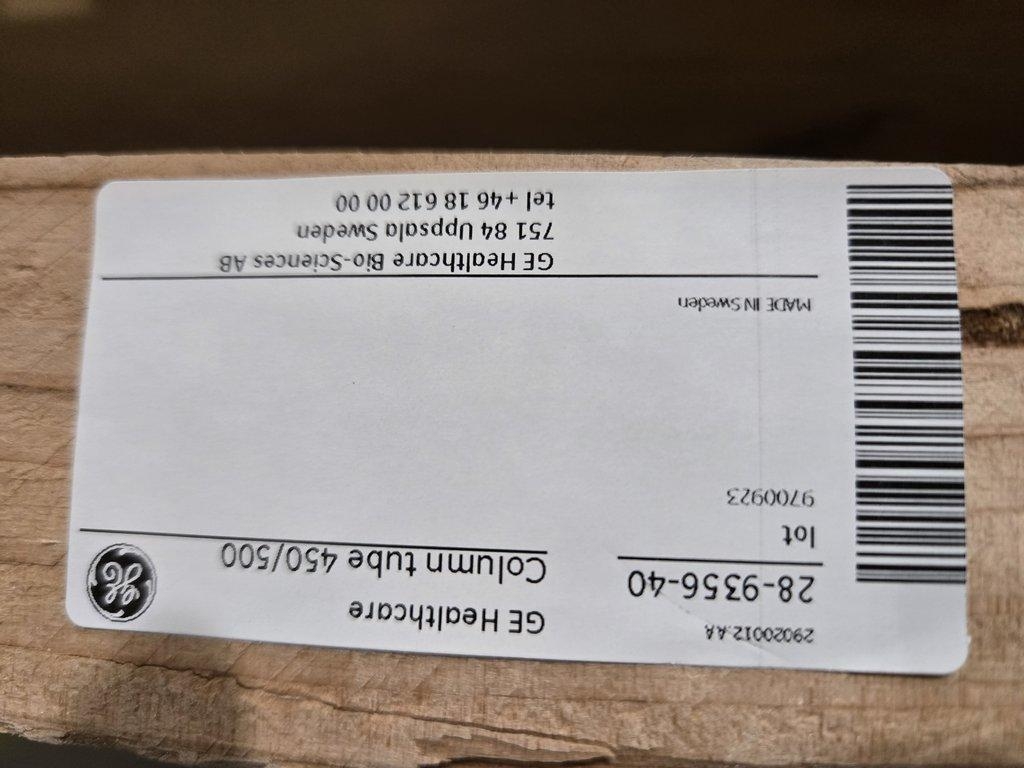 29020012 AA
28-9356-40
lot
9700923
GE Healthcare
Column tube 450/500
MADE IN Sweden
GE Healthcare Bio-Sciences AB
751 84 Uppsala Sweden
tel +46 18 612 00 00